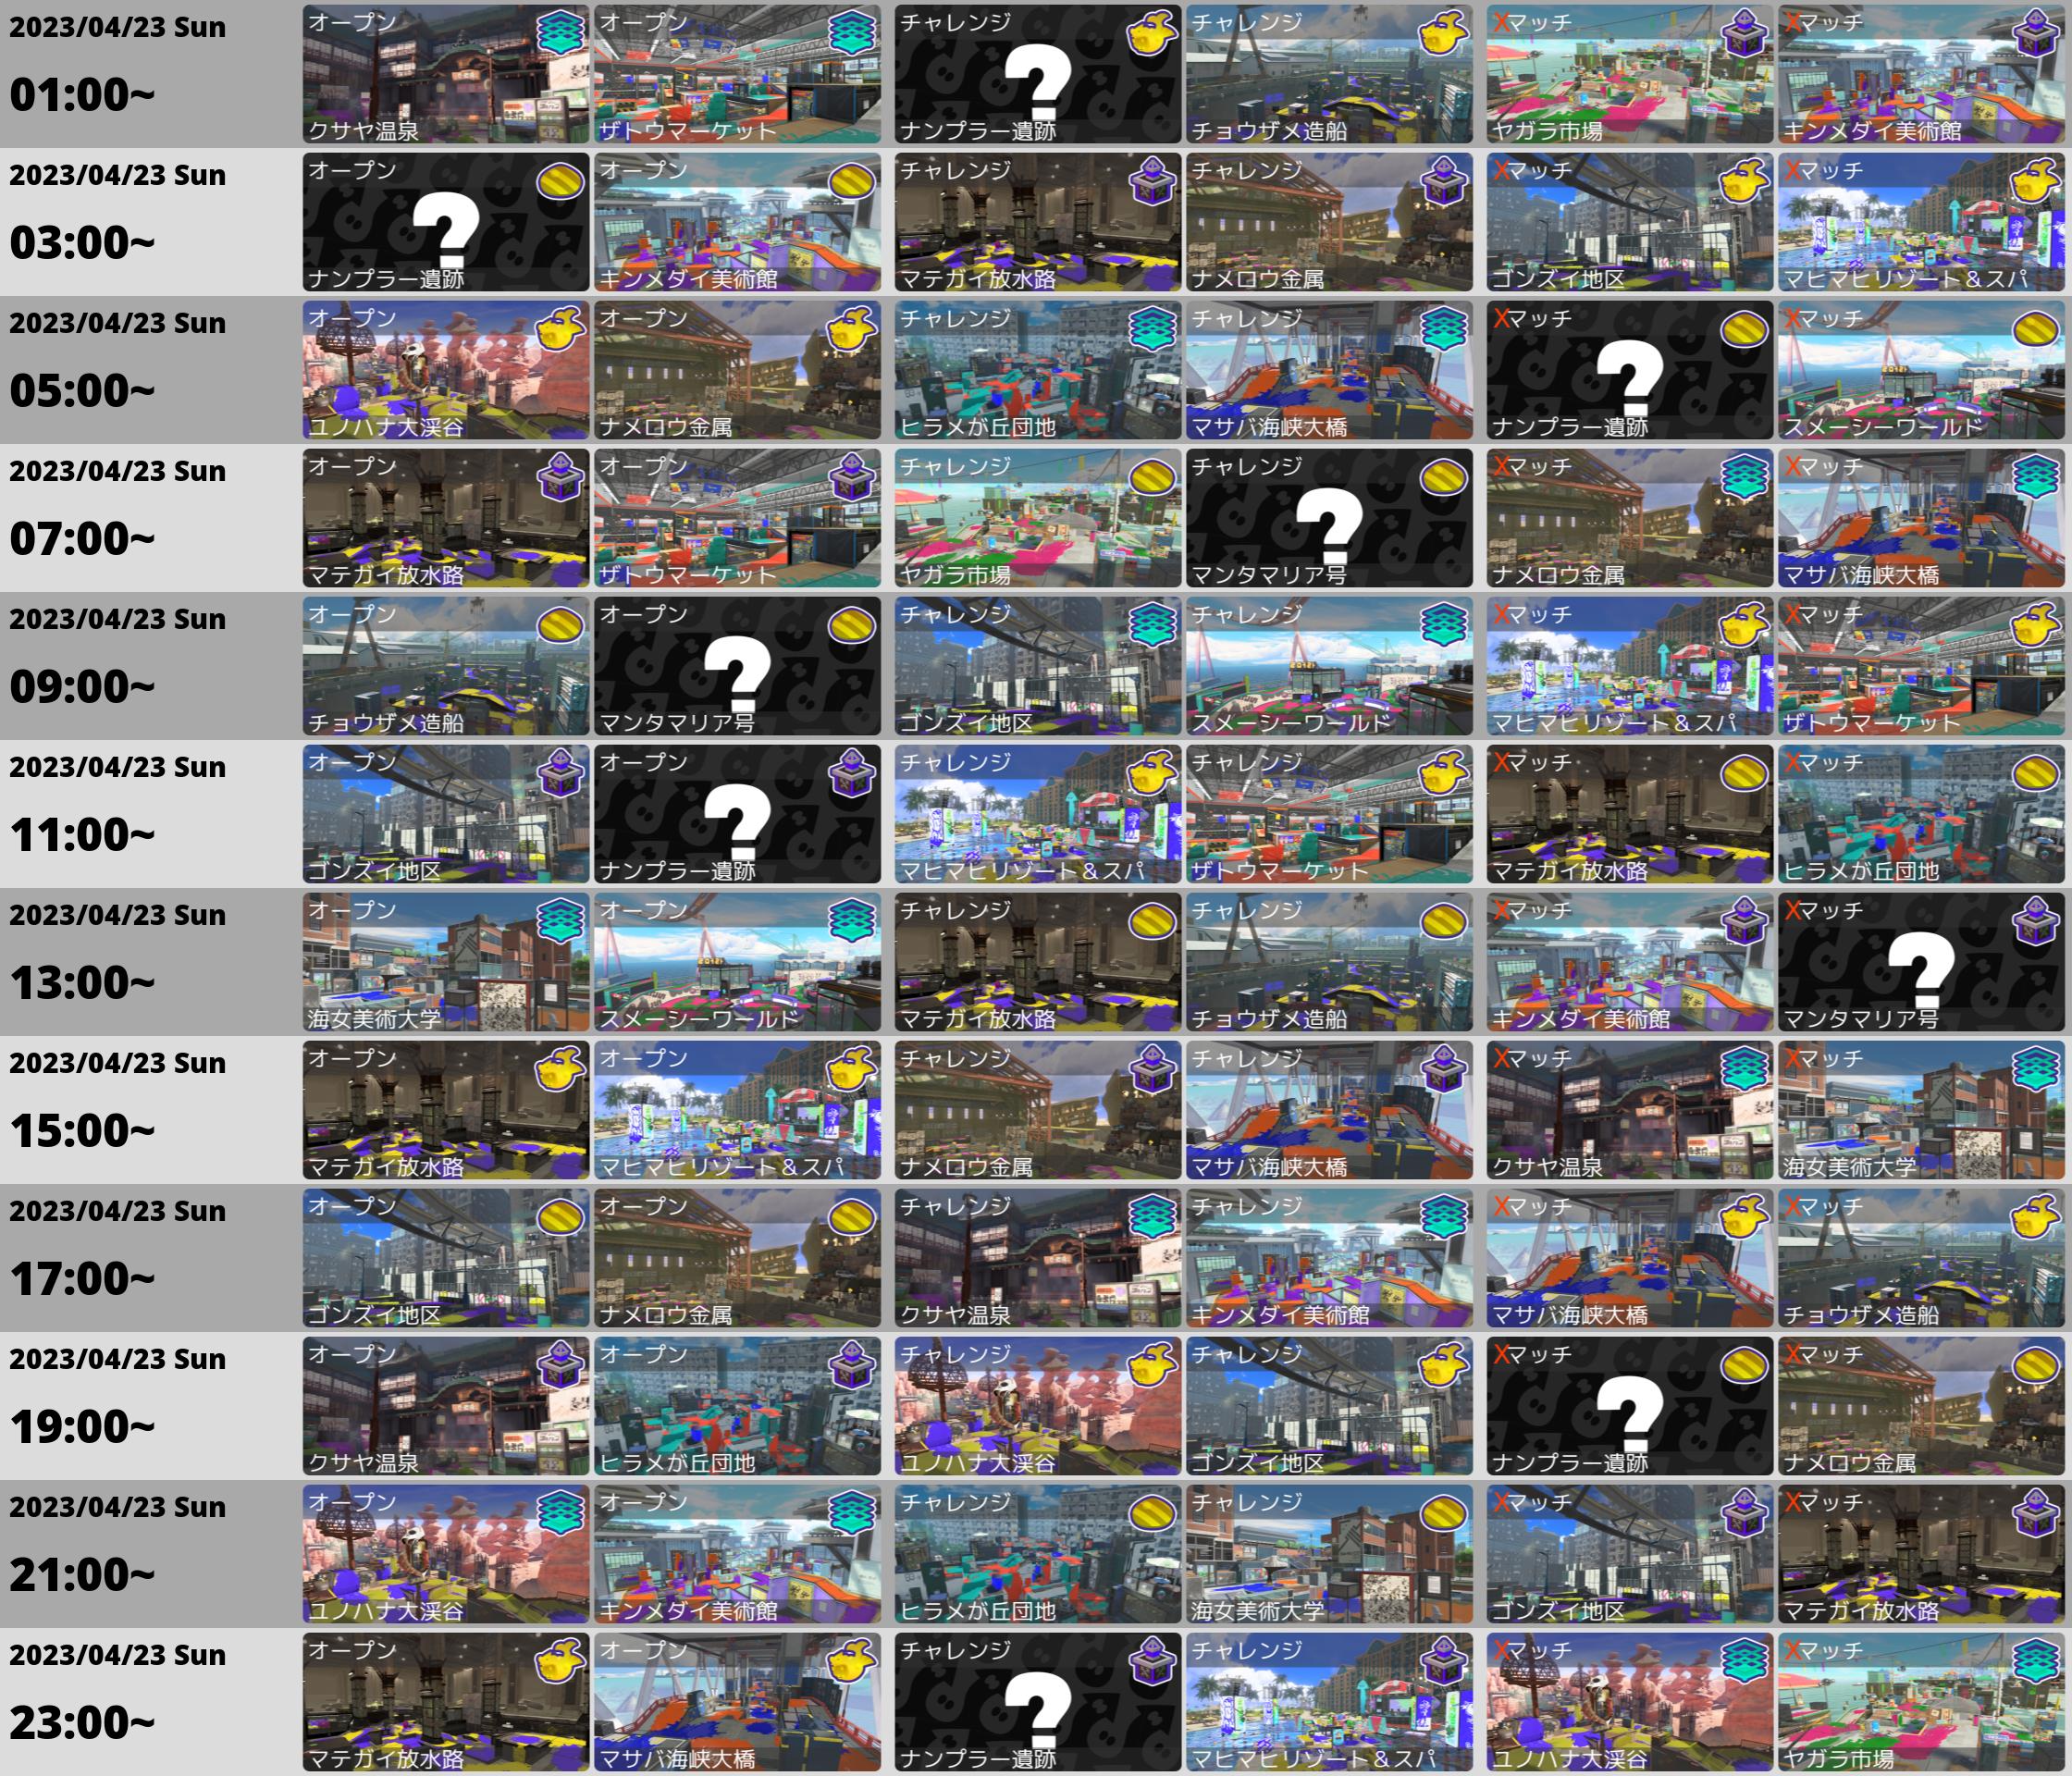 2023/04/23 Sun
01:00~
オープン オープン チャレンジ チャレンジ Xマッチ Xマッチ
クサヤ温泉 ザトウマーケット ナンプラー遺跡 チョウザメ造船 ヤガラ市場 キンメダイ美術館
2023/04/23 Sun
03:00~
オープン オープン チャレンジ チャレンジ Xマッチ Xマッチ
ナンプラー遺跡 キンメダイ美術館 マテガイ放水路 ナメロウ金属 ゴンズイ地区 マヒマヒリゾート&スパ
2023/04/23 Sun
05:00~
オープン オープン チャレンジ チャレンジ Xマッチ Xマッチ
ユノハナ大渓谷 ナメロウ金属 ヒラメが丘団地 マサバ海峡大橋 ナンプラー遺跡 スメーシーワールド
2023/04/23 Sun
07:00~
オープン オープン チャレンジ チャレンジ Xマッチ Xマッチ
マテガイ放水路 ザトウマーケット ヤガラ市場 マンタマリア号 ナメロウ金属 マサバ海峡大橋
2023/04/23 Sun
09:00~
オープン オープン チャレンジ チャレンジ Xマッチ Xマッチ
チョウザメ造船 マンタマリア号 ゴンズイ地区 スメーシーワールド マヒマヒリゾート&スパ ザトウマーケット
2023/04/23 Sun
11:00~
オープン オープン チャレンジ チャレンジ Xマッチ Xマッチ
ゴンズイ地区 ナンプラー遺跡 マヒマヒリゾート&スパ ザトウマーケット マテガイ放水路 ヒラメが丘団地
2023/04/23 Sun
13:00~
オープン オープン チャレンジ チャレンジ Xマッチ Xマッチ
海女美術大学 スメーシーワールド マテガイ放水路 チョウザメ造船 キンメダイ美術館 マンタマリア号
2023/04/23 Sun
15:00~
オープン オープン チャレンジ チャレンジ Xマッチ Xマッチ
マテガイ放水路 マヒマヒリゾート&スパ ナメロウ金属 マサバ海峡大橋 クサヤ温泉 海女美術大学
2023/04/23 Sun
17:00~
オープン オープン チャレンジ チャレンジ Xマッチ Xマッチ
ゴンズイ地区 ナメロウ金属 クサヤ温泉 キンメダイ美術館 マサバ海峡大橋 チョウザメ造船
2023/04/23 Sun
19:00~
オープン オープン チャレンジ チャレンジ Xマッチ Xマッチ
クサヤ温泉 ヒラメが丘団地 ユノハナ大渓谷 ゴンズイ地区 ナンプラー遺跡 ナメロウ金属
2023/04/23 Sun
21:00~
オープン オープン チャレンジ チャレンジ Xマッチ Xマッチ
ユノハナ大渓谷 キンメダイ美術館 ヒラメが丘団地 海女美術大学 ゴンズイ地区 マテガイ放水路
2023/04/23 Sun
23:00~
オープン オープン チャレンジ チャレンジ Xマッチ Xマッチ
マテガイ放水路 マサバ海峡大橋 ナンプラー遺跡 マヒマヒリゾート&スパ ユノハナ大渓谷 ヤガラ市場